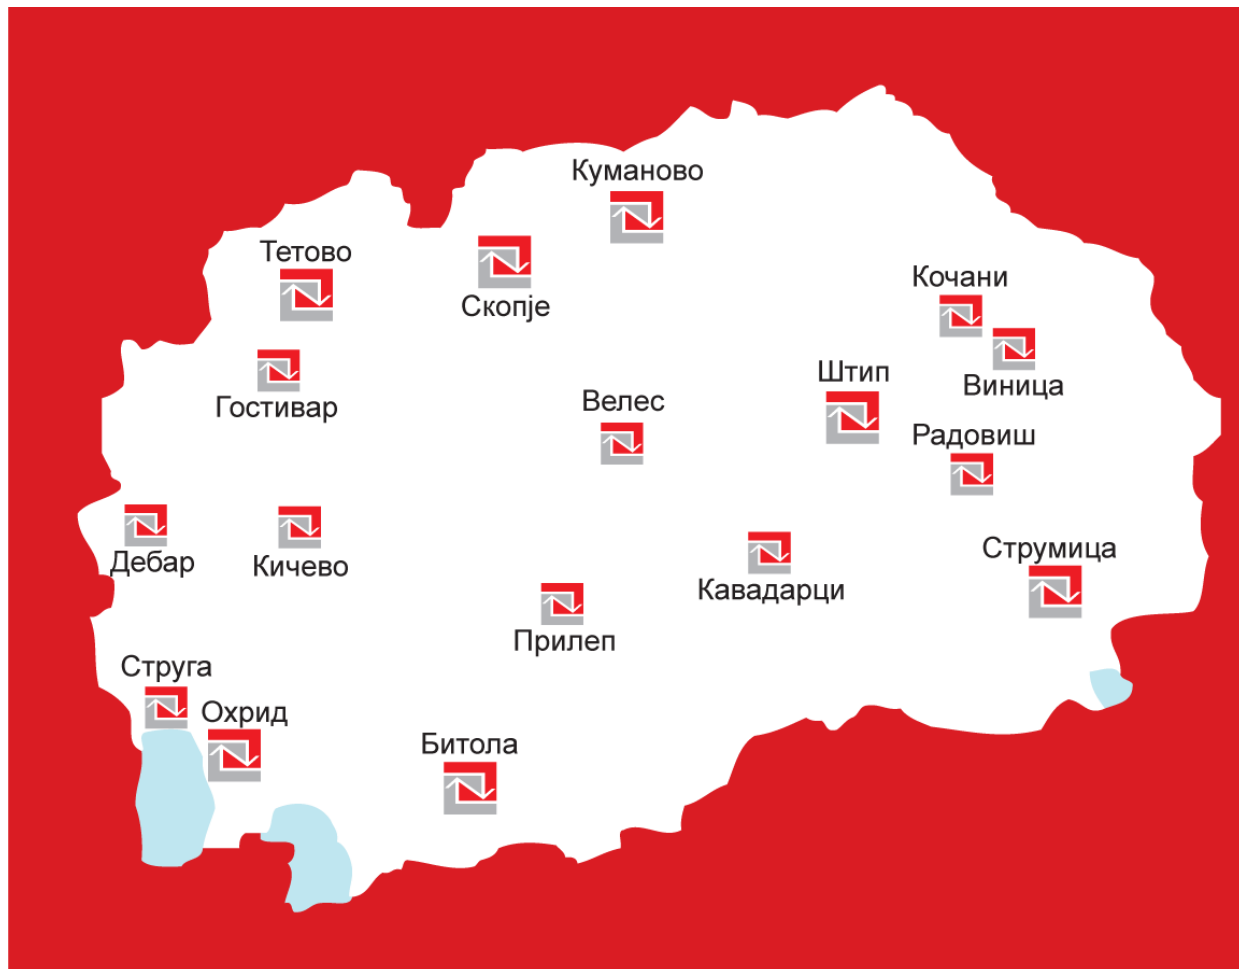 Куманово
Тетово
Скопје
Кочани
Виница
Штип
Гостивар
Велес
Радовиш
Струмица
Дебар
Кичево
Кавадарци
Прилеп
Струга
Охрид
Битола